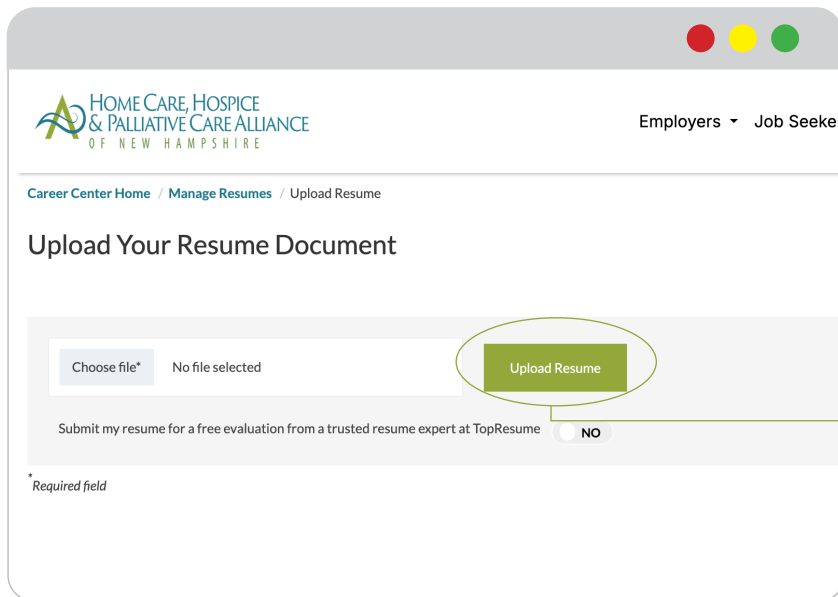 HOME CARE, HOSPICE
& PALLIATIVE CARE ALLIANCE
OF NEW HAMPSHIRE
Employers Job Seeke
Career Center Home / Manage Resumes / Upload Resume
Upload Your Resume Document
Choose file* No file selected Upload Resume
Submit my resume for a free evaluation from a trusted resume expert at TopResume NO
*Required field